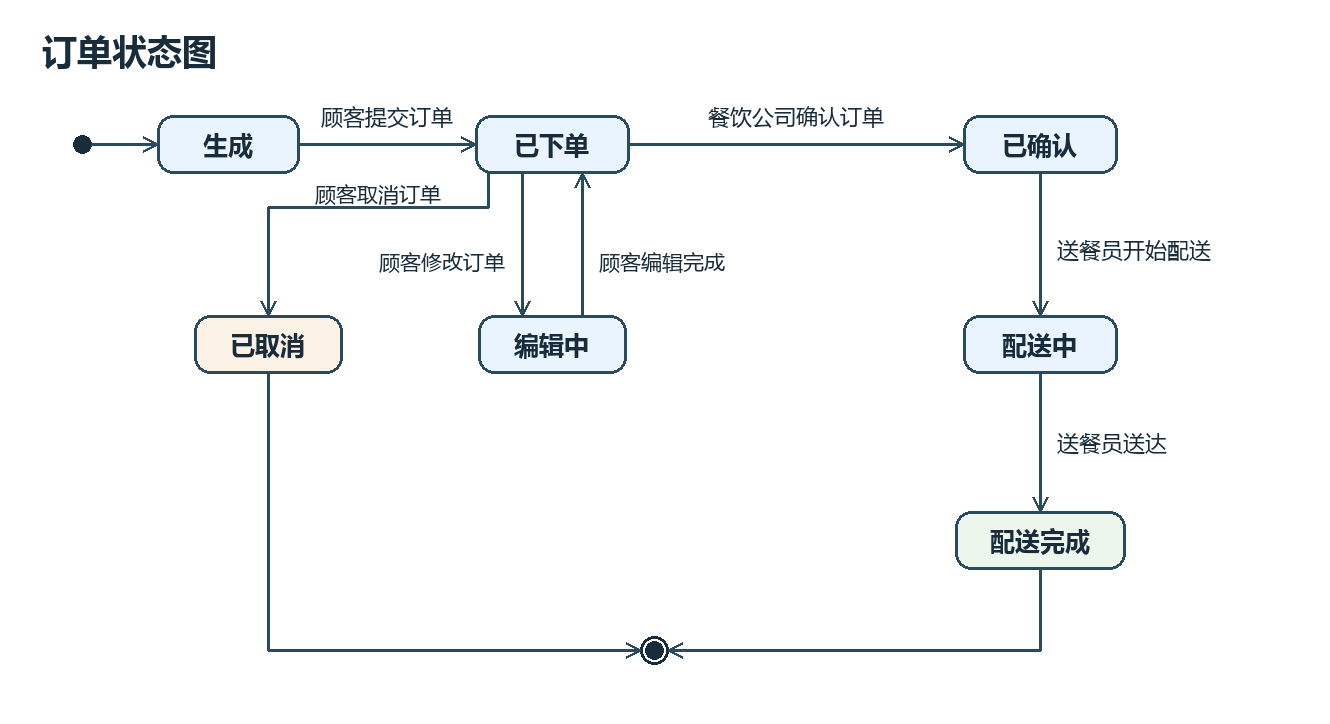 订单状态图
顾客提交订单
餐饮公司确认订单
生成
已下单
已确认
顾客取消订单
顾客修改订单
顾客编辑完成
送餐员开始配送
已取消
编辑中
配送中
送餐员送达
配送完成